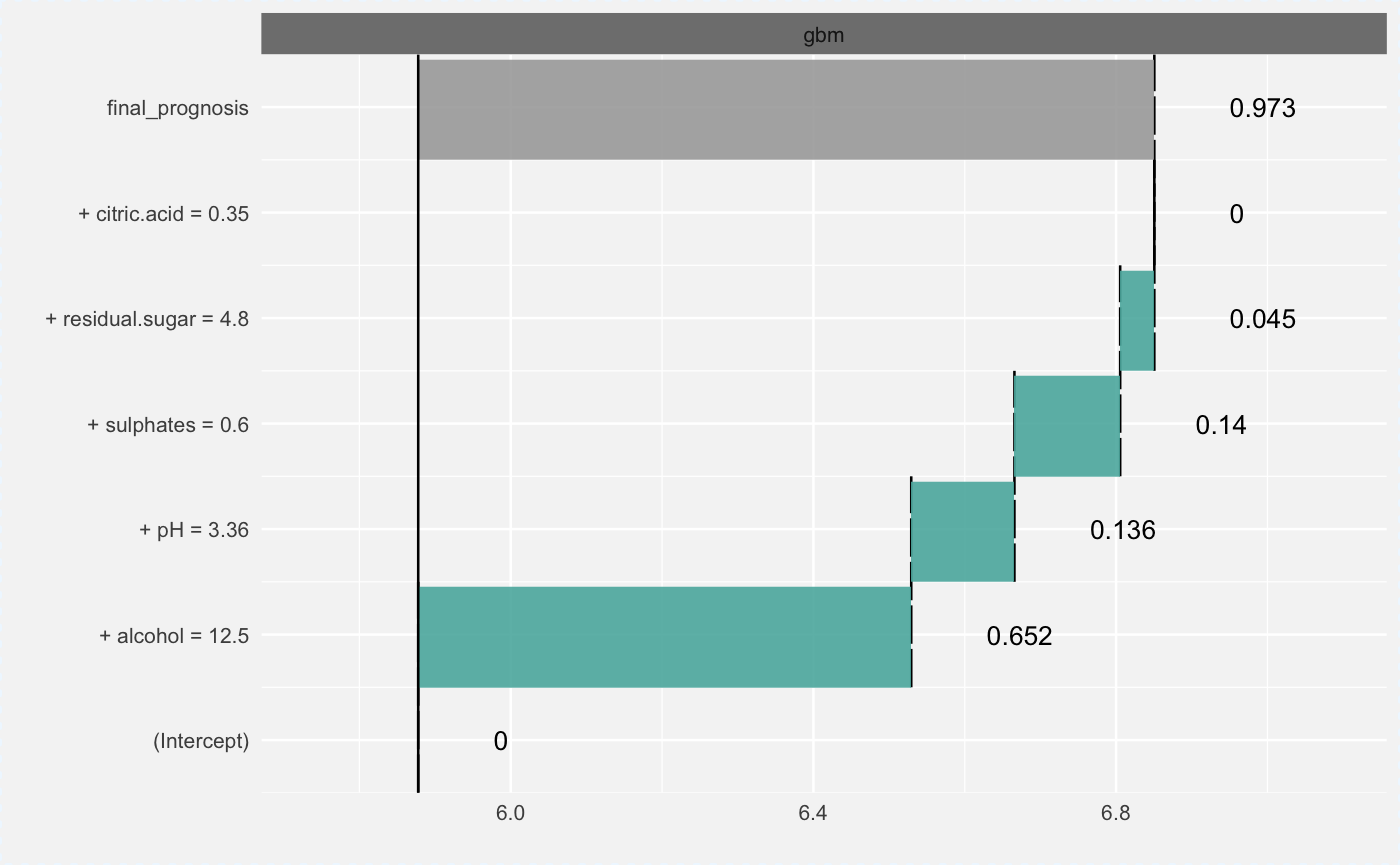 gbm
final_prognosis 0.973
+ citric.acid = 0.35 0
+ residual.sugar = 4.8 0.045
+ sulphates = 0.6 0.14
+ pH = 3.36 0.136
+ alcohol = 12.5 0.652
(Intercept) 0
6.0 6.4 6.8